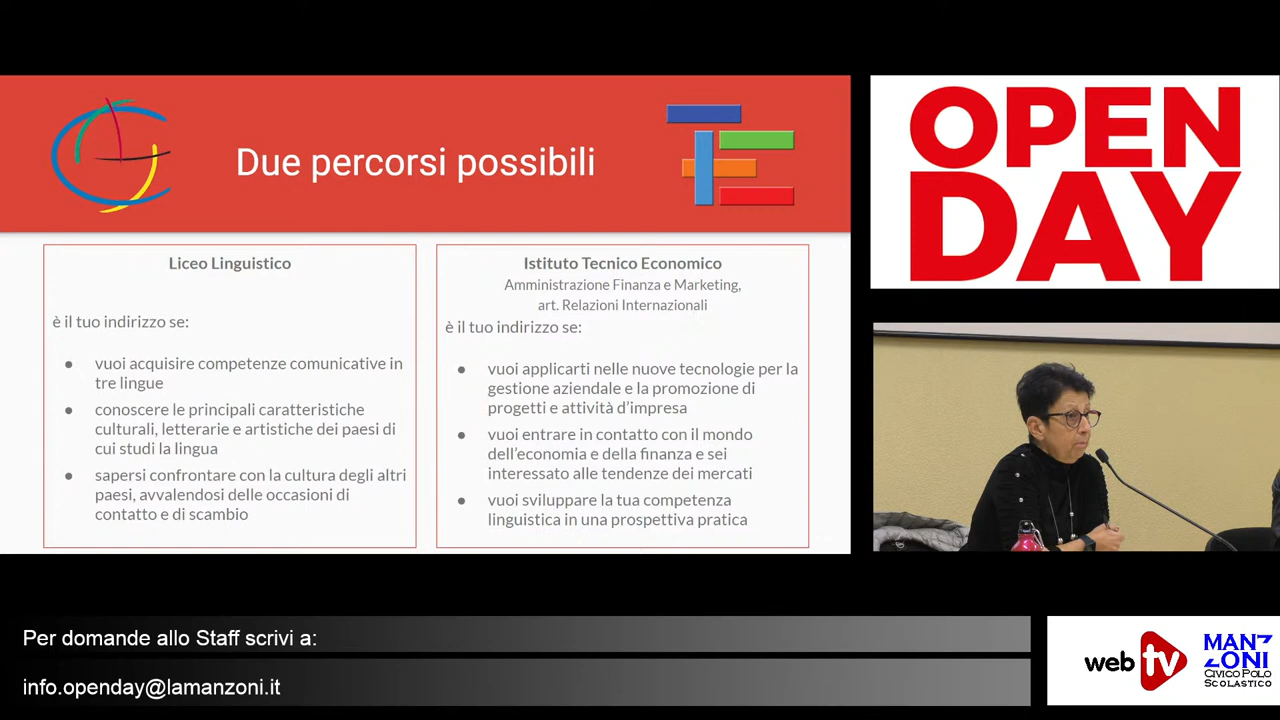 Due percorsi possibili
Liceo Linguistico
è il tuo indirizzo se:
● vuoi acquisire competenze comunicative in
tre lingue
● conoscere le principali caratteristiche
culturali, letterarie e artistiche dei paesi di
cui studi la lingua
● sapersi confrontare con la cultura degli altri
paesi, avvalendosi delle occasioni di
contatto e di scambio
Istituto Tecnico Economico
Amministrazione Finanza e Marketing,
art. Relazioni Internazionali
è il tuo indirizzo se:
● vuoi applicarti nelle nuove tecnologie per la
gestione aziendale e la promozione di
progetti e attività d'impresa
● vuoi entrare in contatto con il mondo
dell'economia e della finanza e sei
interessato alle tendenze dei mercati
● vuoi sviluppare la tua competenza
linguistica in una prospettiva pratica
OPEN
DAY
Per domande allo Staff scrivi a:
info.openday@lamanzoni.it
web tv
MANZ
ZONI
CIVICO POLO
SCOLASTICO